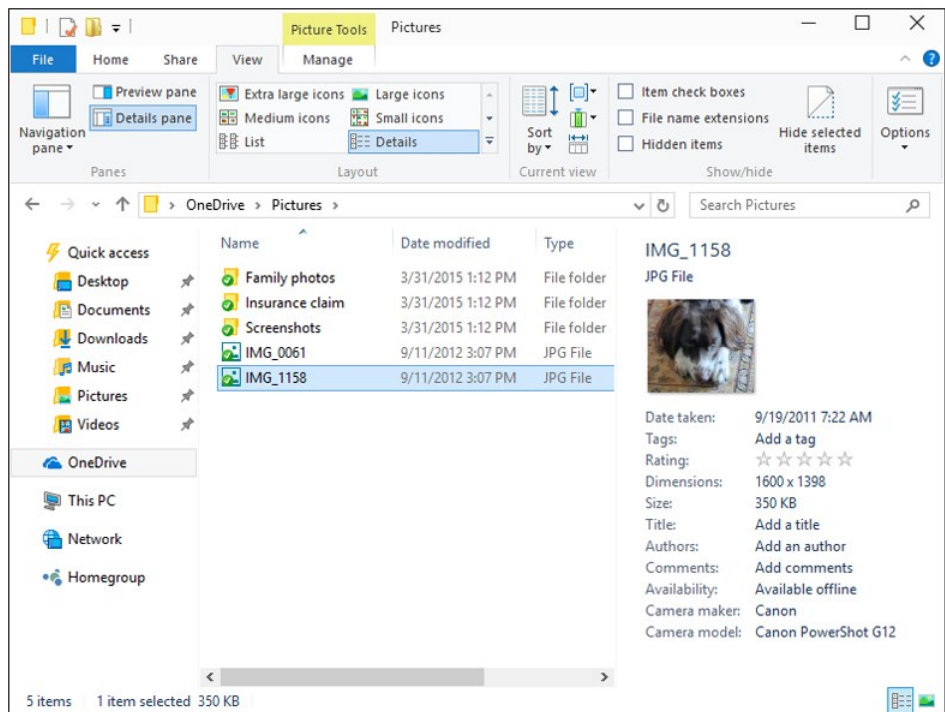 Picture Tools Pictures
File Home Share View Manage
Preview pane Extra large icons Large icons Item check boxes
Details pane Medium icons Small icons File name extensions
Navigation pane List Details Sort by Hidden items Hide selected items Options
Panes Layout Current view Show/hide
OneDrive Pictures Search Pictures
Quick access
Desktop
Documents
Downloads
Music
Pictures
Videos
OneDrive
This PC
Network
Homegroup
Name Date modified Type
Family photos 3/31/2015 1:12 PM File folder
Insurance claim 3/31/2015 1:12 PM File folder
Screenshots 3/31/2015 1:12 PM File folder
IMG_0061 9/11/2012 3:07 PM JPG File
IMG_1158 9/11/2012 3:07 PM JPG File
IMG_1158
JPG File
Date taken: 9/19/2011 7:22 AM
Tags: Add a tag
Rating:
Dimensions: 1600 x 1398
Size: 350 KB
Title: Add a title
Authors: Add an author
Comments: Add comments
Availability: Available offline
Camera maker: Canon
Camera model: Canon PowerShot G12
5 items 1 item selected 350 KB